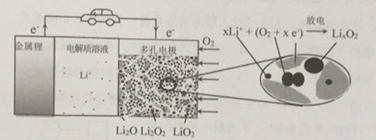 e⁻
e⁻
金属锂
电解质溶液
多孔电极
O₂
Li⁺
Li₂O Li₂O₂ LiO₂
放电
xLi⁺ + (O₂ + x e⁻) → LiₓO₂